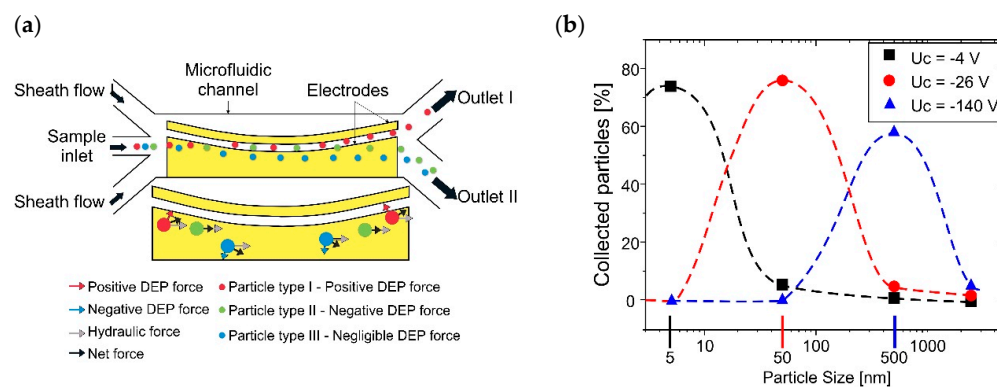 (a)
Microfluidic
channel
Electrodes
Sheath flow
Outlet I
Sample
inlet
Sheath flow
Outlet II
Positive DEP force
Negative DEP force
Hydraulic force
Net force
Particle type I - Positive DEP force
Particle type II - Negative DEP force
Particle type III - Negligible DEP force
(b)
Collected particles [%]
80
60
40
20
0
Uc = -4 V
Uc = -26 V
Uc = -140 V
5 10 50 100 500 1000
Particle Size [nm]